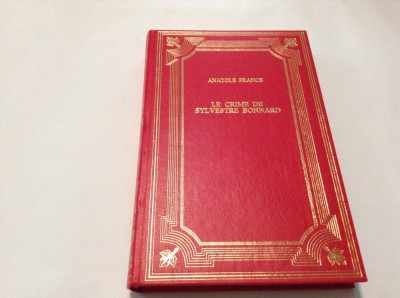 ANATOLE FRANCE
LE CRIME DE
SYLVESTRE BONNARD